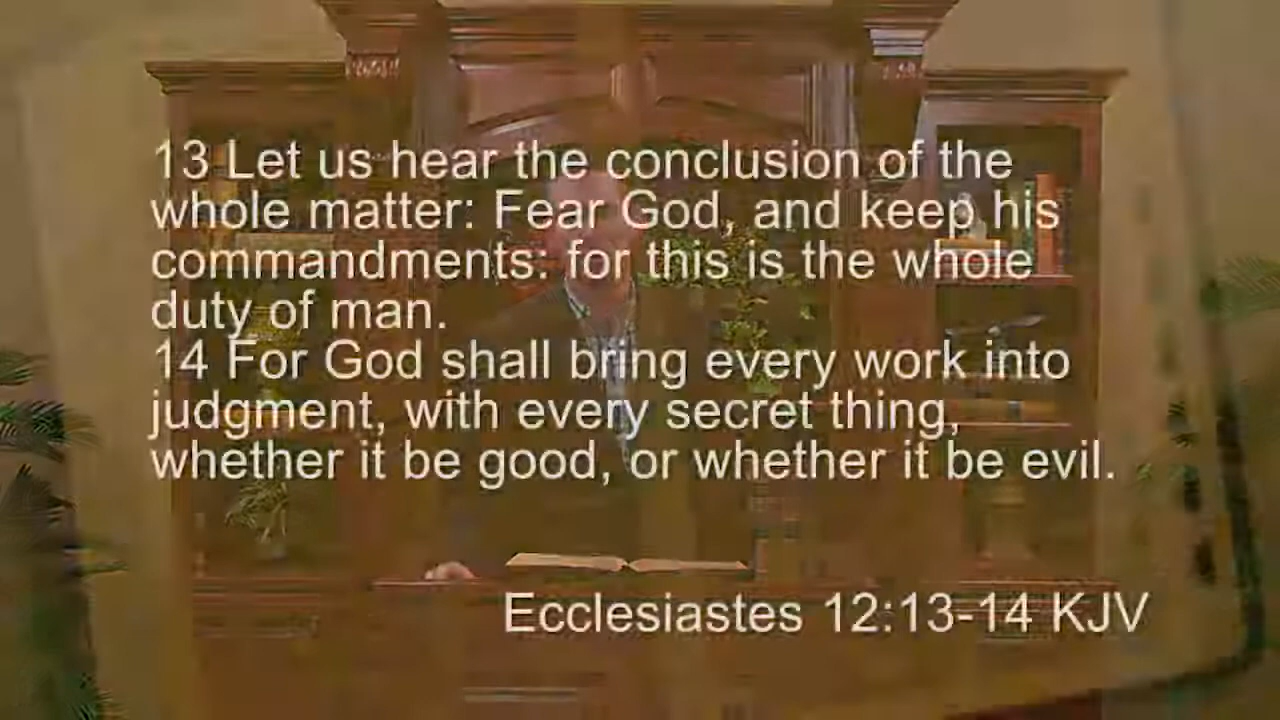 13 Let us hear the conclusion of the
whole matter: Fear God, and keep his
commandments: for this is the whole
duty of man.
14 For God shall bring every work into
judgment, with every secret thing,
whether it be good, or whether it be evil.
Ecclesiastes 12:13-14 KJV